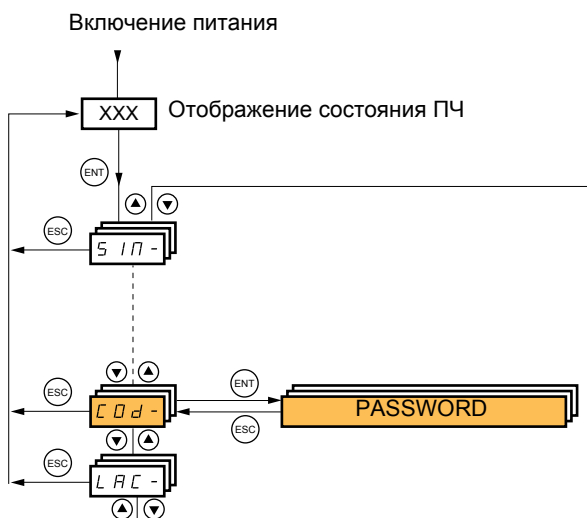 Включение питания
XXX Отображение состояния ПЧ
ENT
ESC
SIM-
ENT
ESC
COd-
PASSWORD
ESC
ESC
LAC-